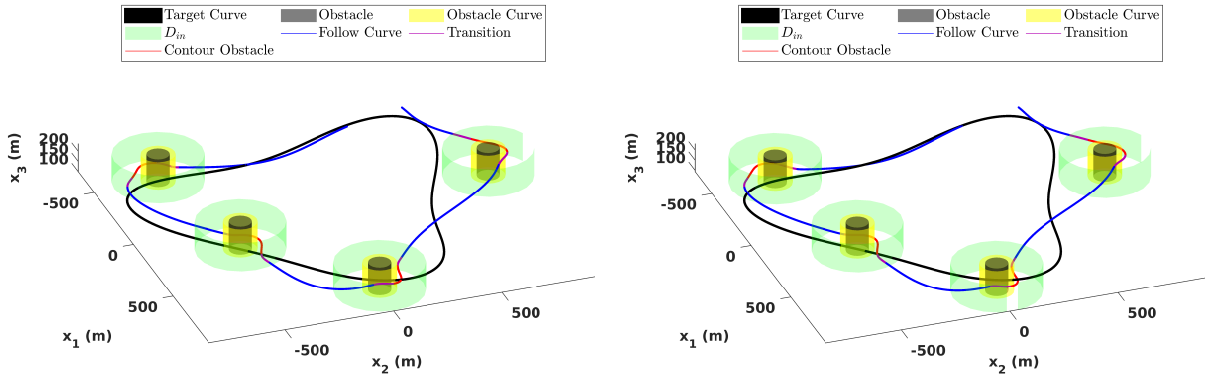 Target Curve Obstacle Obstacle Curve
D_in Follow Curve Transition
Contour Obstacle
200
150
100
x_3 (m)
-500
0
500
x_1 (m)
-500
0
500
x_2 (m)
Target Curve Obstacle Obstacle Curve
D_in Follow Curve Transition
Contour Obstacle
200
150
100
x_3 (m)
-500
0
500
x_1 (m)
-500
0
500
x_2 (m)